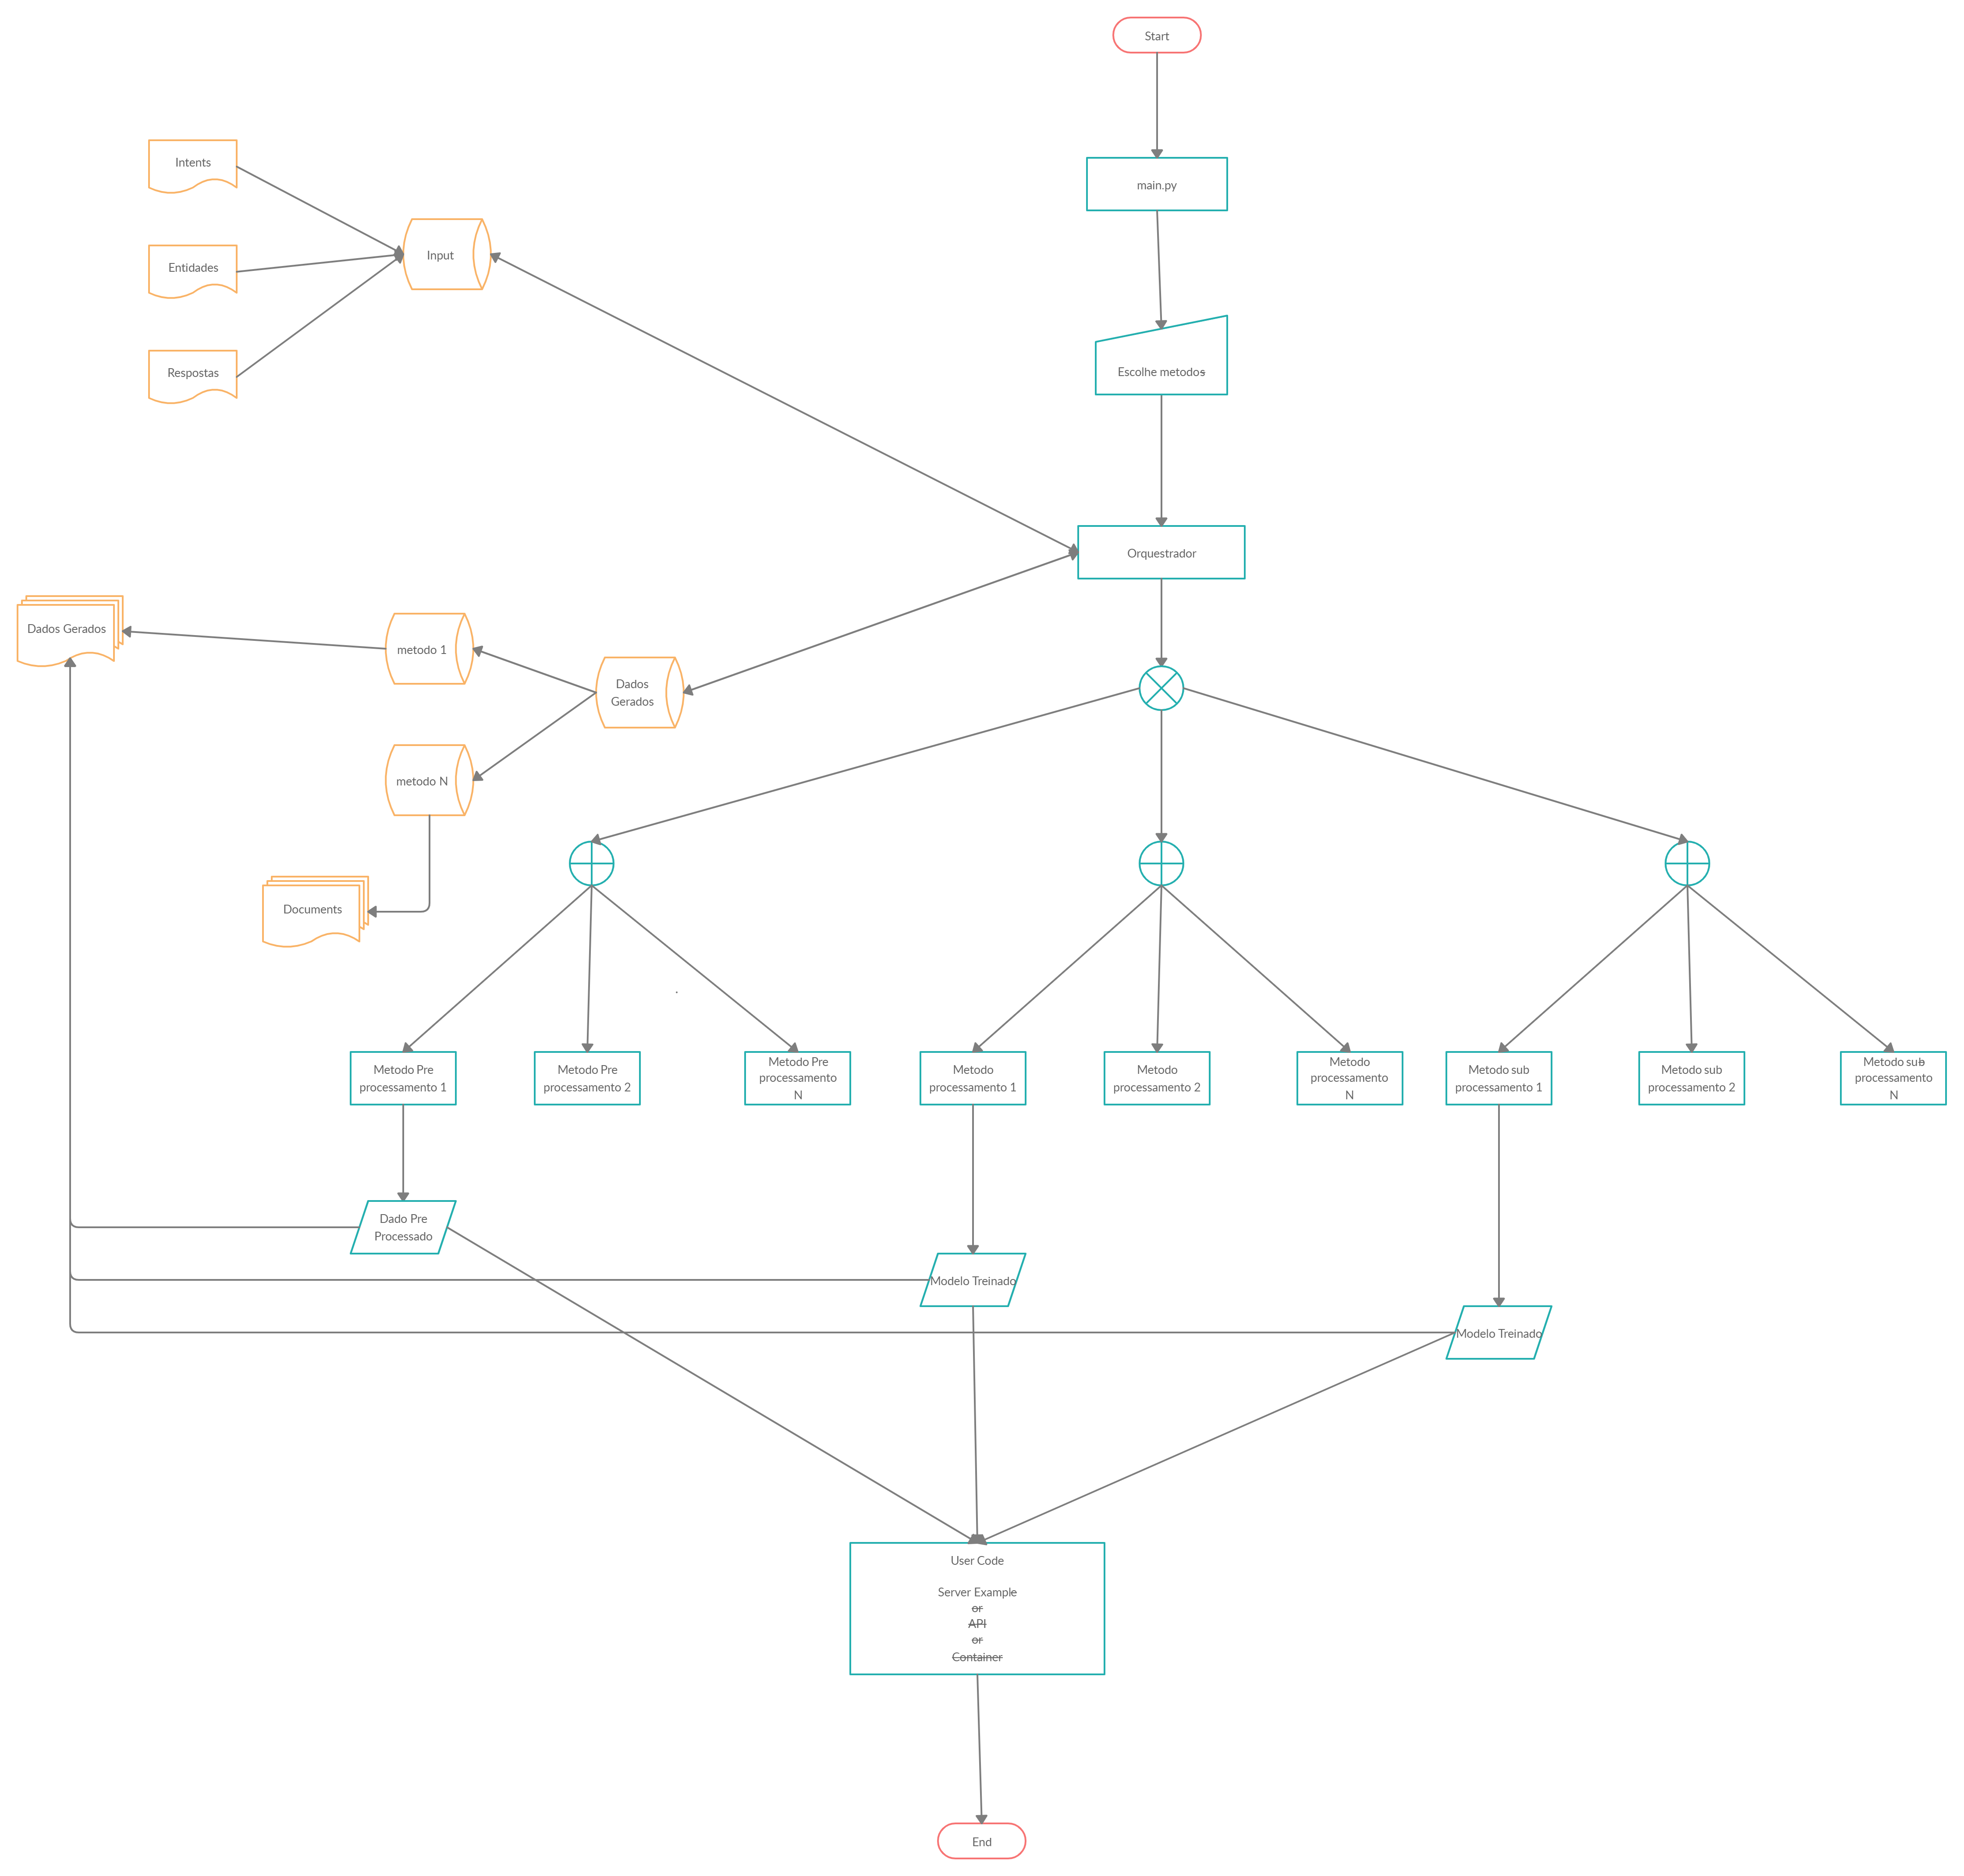 Start
Intents
main.py
Input
Entidades
Respostas
Escolhe metodos
Orquestrador
Dados Gerados
metodo 1
Dados
Gerados
metodo N
Documents
Metodo Pre
processamento 1
Metodo Pre
processamento 2
Metodo Pre
processamento
N
Metodo
processamento 1
Metodo
processamento 2
Metodo
processamento
N
Metodo sub
processamento 1
Metodo sub
processamento 2
Metodo sub
processamento
N
Dado Pre
Processado
Modelo Treinado
Modelo Treinado
User Code
Server Example
or
API
or
Container
End